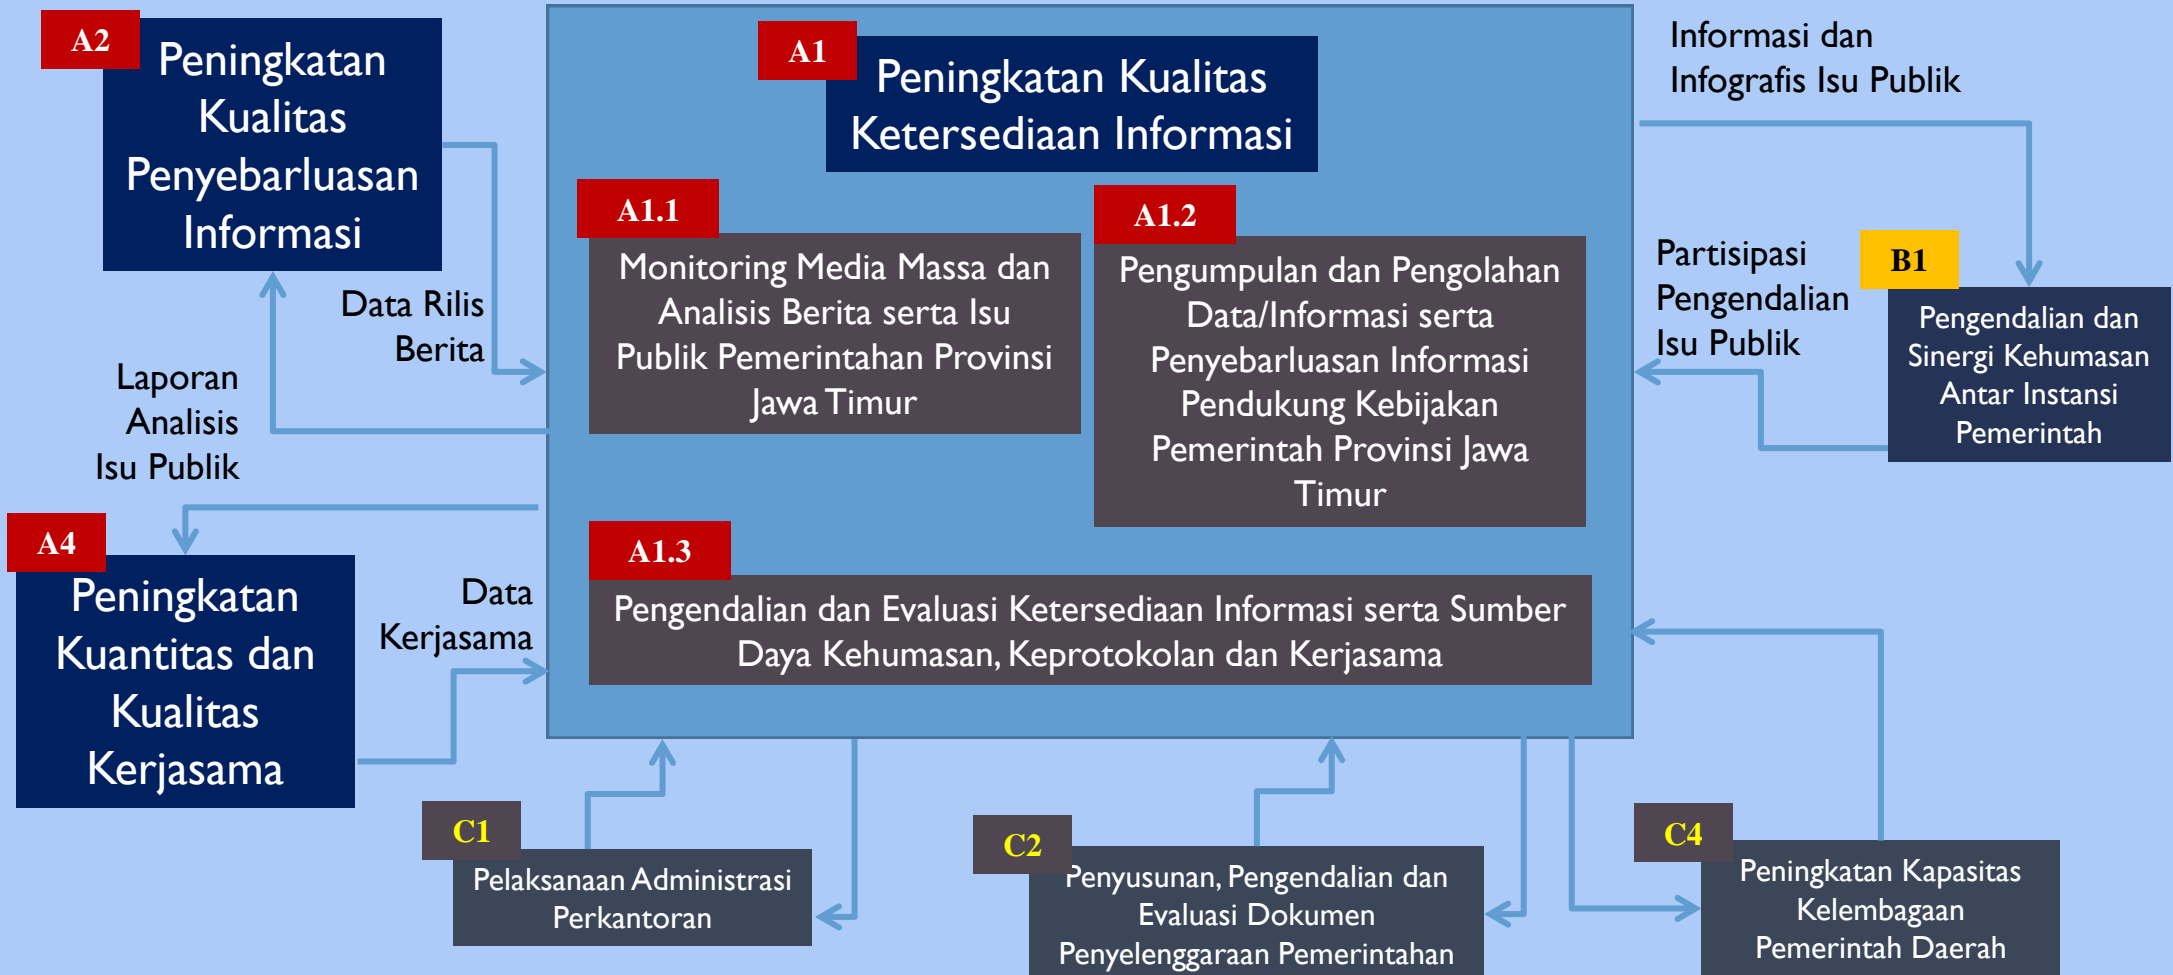 A2
Peningkatan
Kualitas
Penyebarluasan
Informasi
A1
Peningkatan Kualitas
Ketersediaan Informasi
Informasi dan
Infografis Isu Publik
A1.1
Monitoring Media Massa dan
Analisis Berita serta Isu
Publik Pemerintahan Provinsi
Jawa Timur
A1.2
Pengumpulan dan Pengolahan
Data/Informasi serta
Penyebarluasan Informasi
Pendukung Kebijakan
Pemerintah Provinsi Jawa
Timur
Partisipasi
Pengendalian
Isu Publik
B1
Pengendalian dan
Sinergi Kehumasan
Antar Instansi
Pemerintah
Data Rilis
Berita
Laporan
Analisis
Isu Publik
A4
Peningkatan
Kuantitas dan
Kualitas
Kerjasama
Data
Kerjasama
A1.3
Pengendalian dan Evaluasi Ketersediaan Informasi serta Sumber
Daya Kehumasan, Keprotokolan dan Kerjasama
C1
Pelaksanaan Administrasi
Perkantoran
C2
Penyusunan, Pengendalian dan
Evaluasi Dokumen
Penyelenggaraan Pemerintahan
C4
Peningkatan Kapasitas
Kelembagaan
Pemerintah Daerah